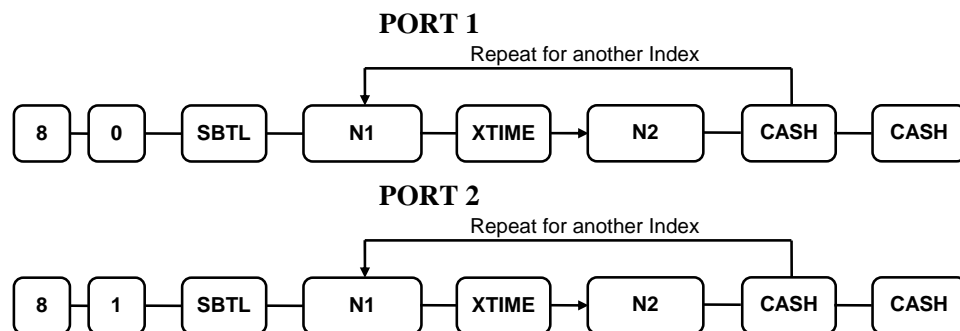 PORT 1
Repeat for another Index
8 0 SBTL N1 XTIME N2 CASH CASH
PORT 2
Repeat for another Index
8 1 SBTL N1 XTIME N2 CASH CASH